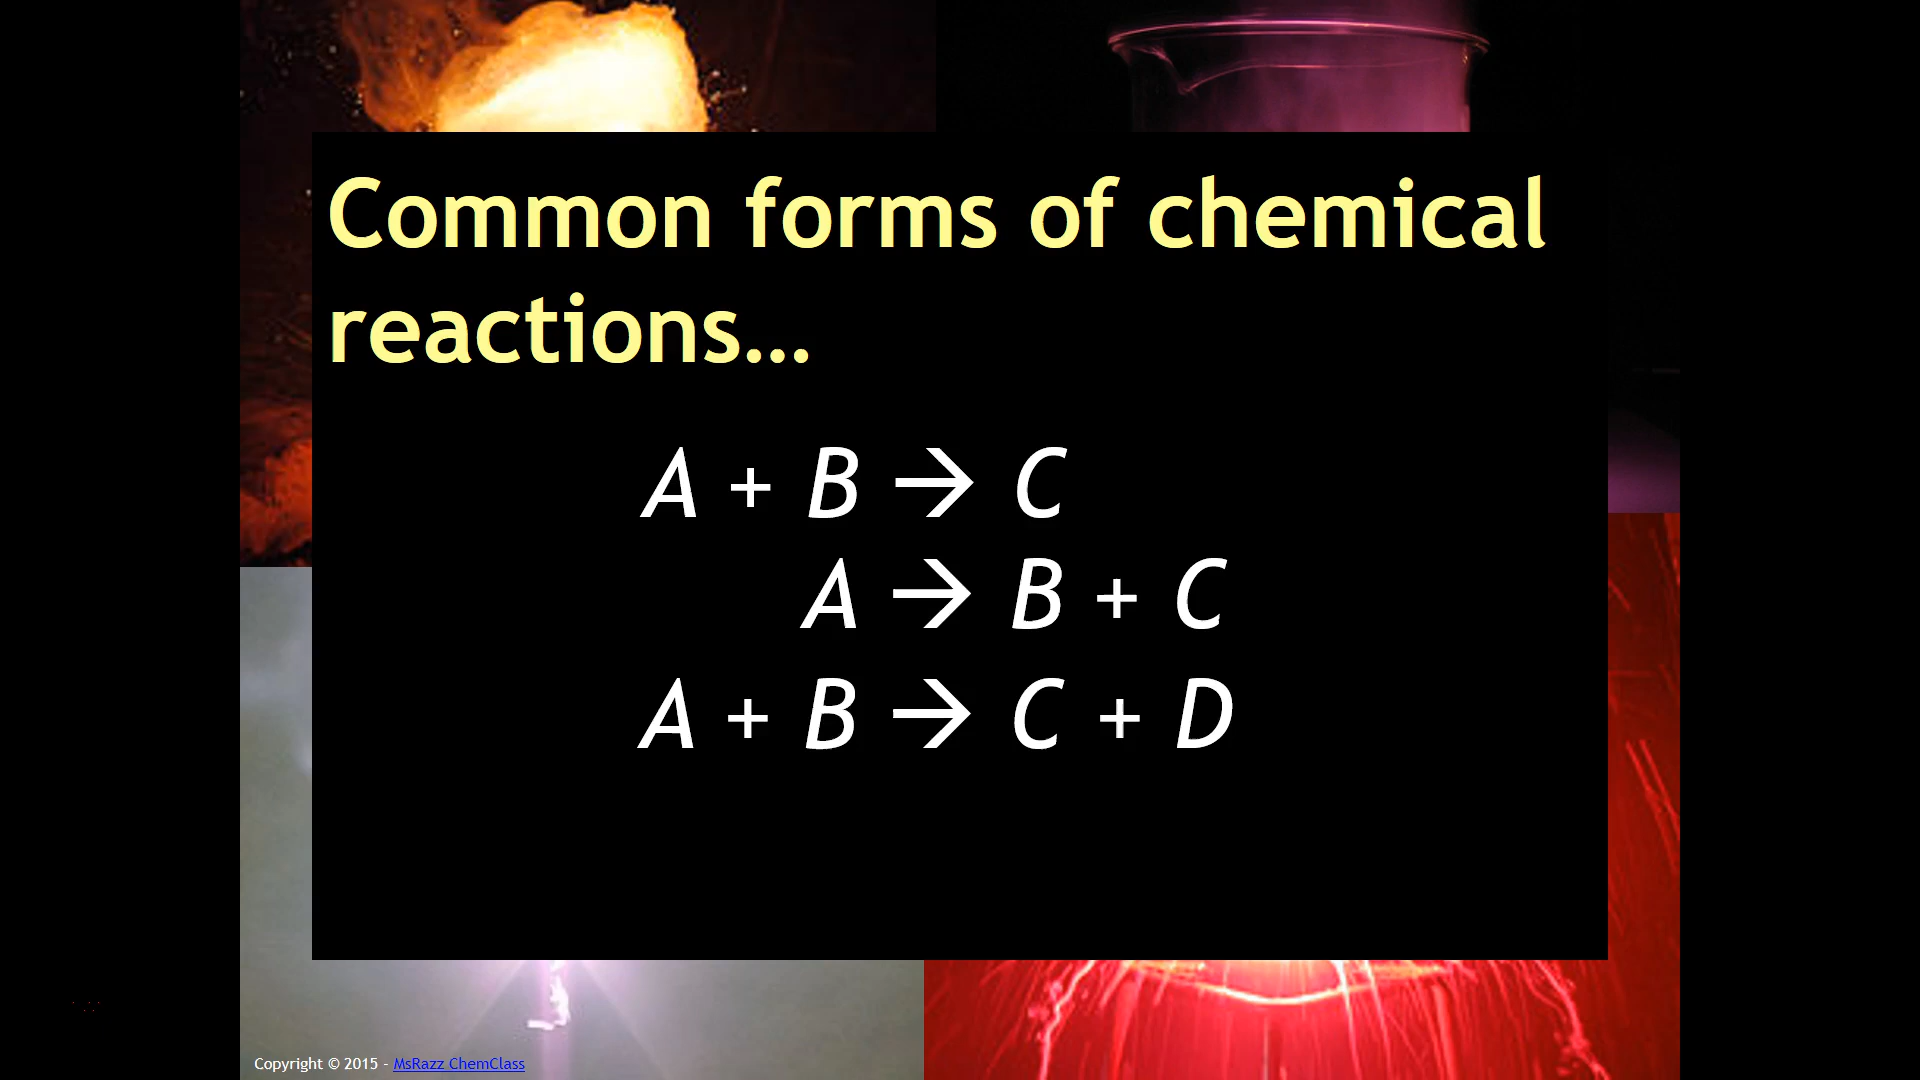 Common forms of chemical
reactions…
A + B → C
A → B + C
A + B → C + D
Copyright © 2015 - MsRazz ChemClass